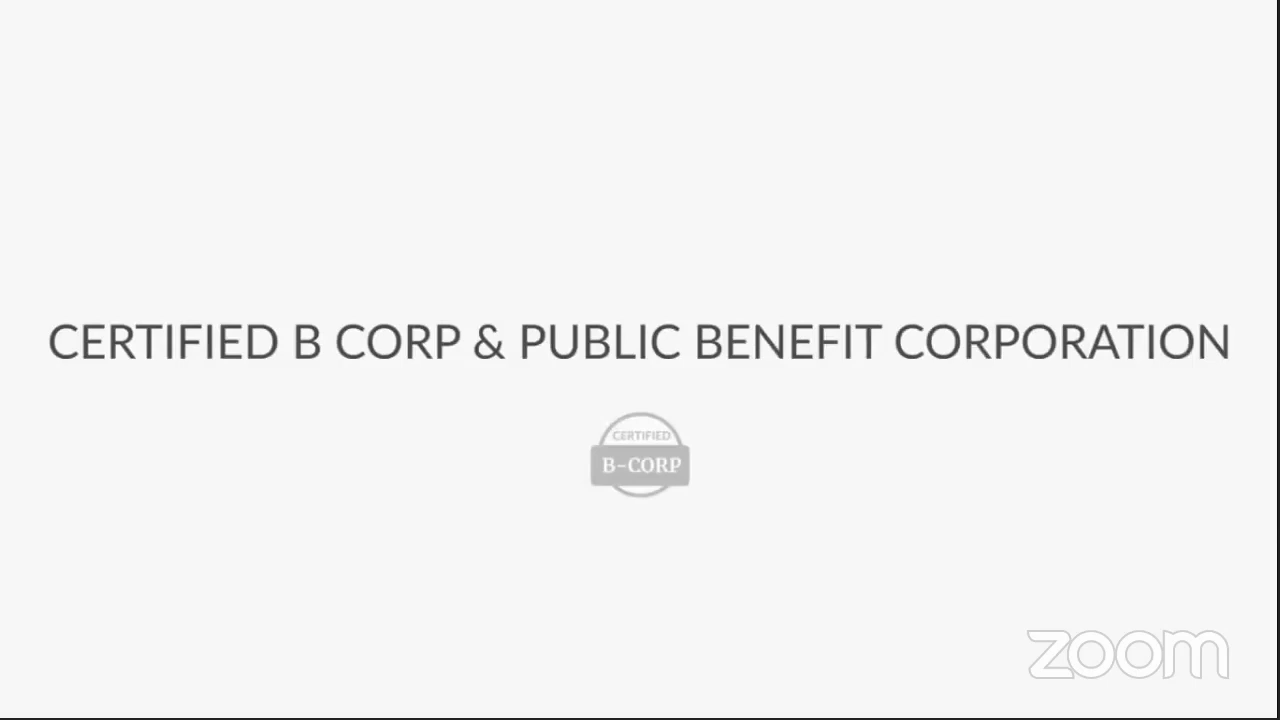 CERTIFIED B CORP & PUBLIC BENEFIT CORPORATION
CERTIFIED
B-CORP
zoom